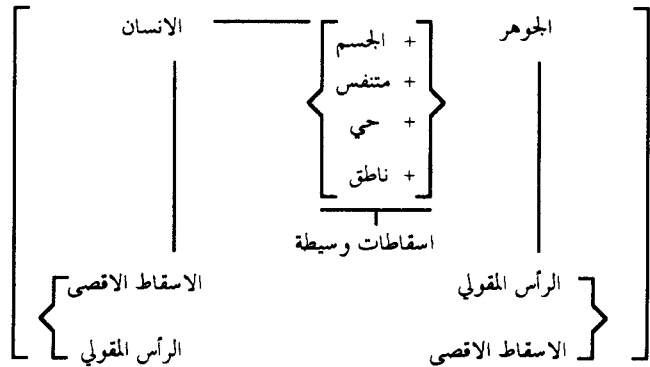 الجوهر
+ الجسم
+ متنفس
+ حي
+ ناطق
الانسان
اسقاطات وسيطة
الرأس المقولي
الاسقاط الاقصى
الاسقاط الاقصى
الرأس المقولي